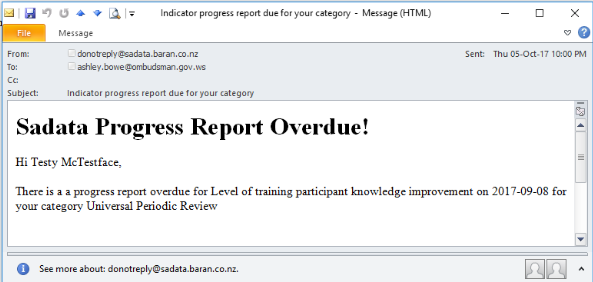 Indicator progress report due for your category - Message (HTML)
File Message
From: donotreply@sadata.baran.co.nz Sent: Thu 05-Oct-17 10:00 PM
To: ashley.bowe@ombudsman.gov.ws
Cc:
Subject: Indicator progress report due for your category
Sadata Progress Report Overdue!
Hi Testy McTestface,
There is a a progress report overdue for Level of training participant knowledge improvement on 2017-09-08 for
your category Universal Periodic Review
See more about: donotreply@sadata.baran.co.nz.